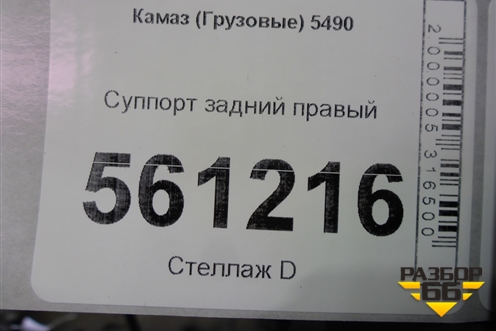 Камаз (Грузовые) 5490
Суппорт задний правый
561216
Стеллаж D
2000005316500
РАЗБОР
66